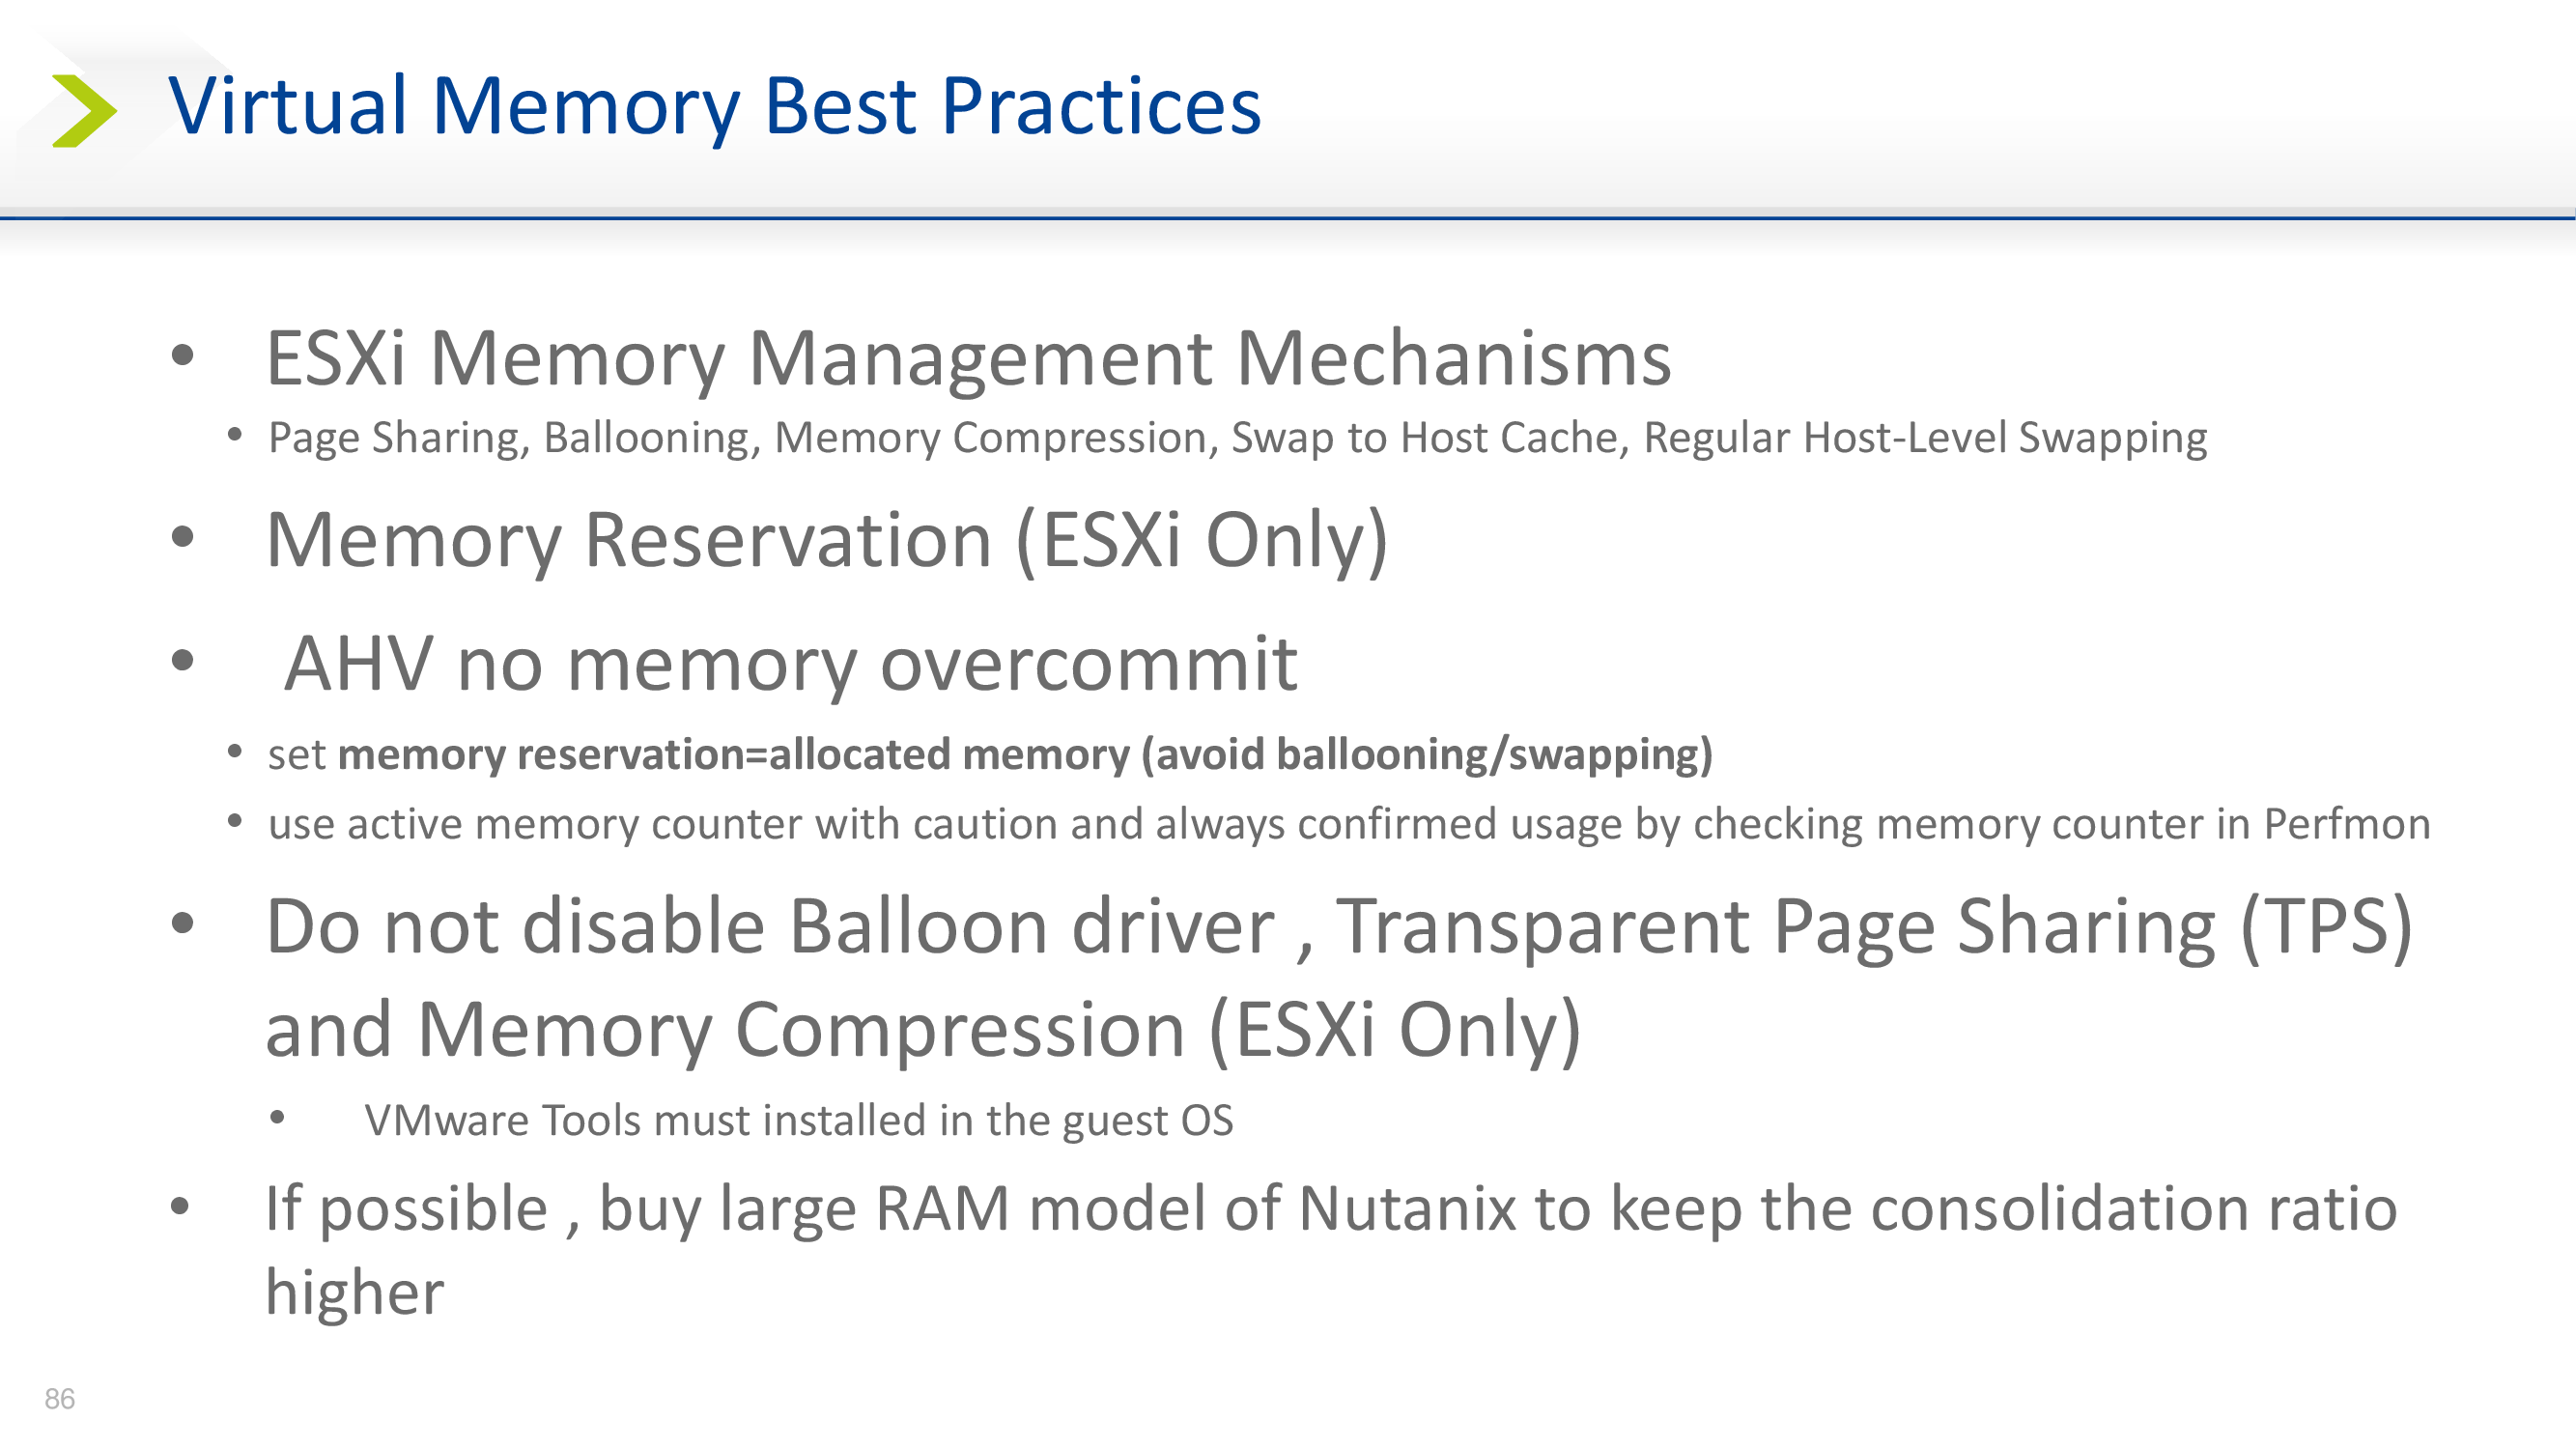 Virtual Memory Best Practices
• ESXi Memory Management Mechanisms
• Page Sharing, Ballooning, Memory Compression, Swap to Host Cache, Regular Host-Level Swapping
• Memory Reservation (ESXi Only)
• AHV no memory overcommit
• set memory reservation=allocated memory (avoid ballooning/swapping)
• use active memory counter with caution and always confirmed usage by checking memory counter in Perfmon
• Do not disable Balloon driver , Transparent Page Sharing (TPS)
and Memory Compression (ESXi Only)
• VMware Tools must installed in the guest OS
• If possible , buy large RAM model of Nutanix to keep the consolidation ratio
higher
86